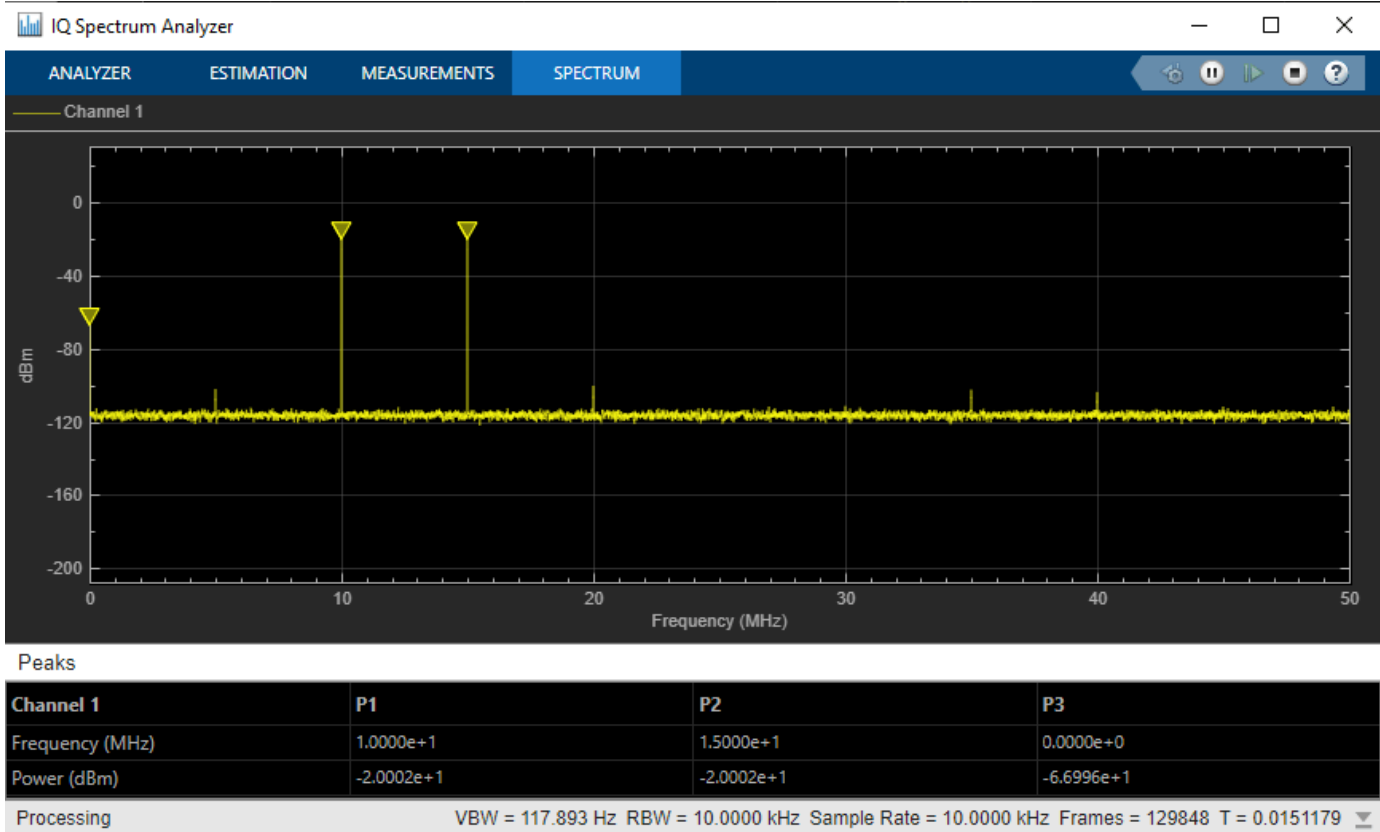 IQ Spectrum Analyzer
ANALYZER ESTIMATION MEASUREMENTS SPECTRUM ?
Channel 1
0
-40
-80
-120
-160
-200
dBm
0 10 20 30 40 50
Frequency (MHz)
Peaks
Channel 1 P1 P2 P3
Frequency (MHz) 1.0000e+1 1.5000e+1 0.0000e+0
Power (dBm) -2.0002e+1 -2.0002e+1 -6.6996e+1
Processing VBW = 117.893 Hz RBW = 10.0000 kHz Sample Rate = 10.0000 kHz Frames = 129848 T = 0.0151179